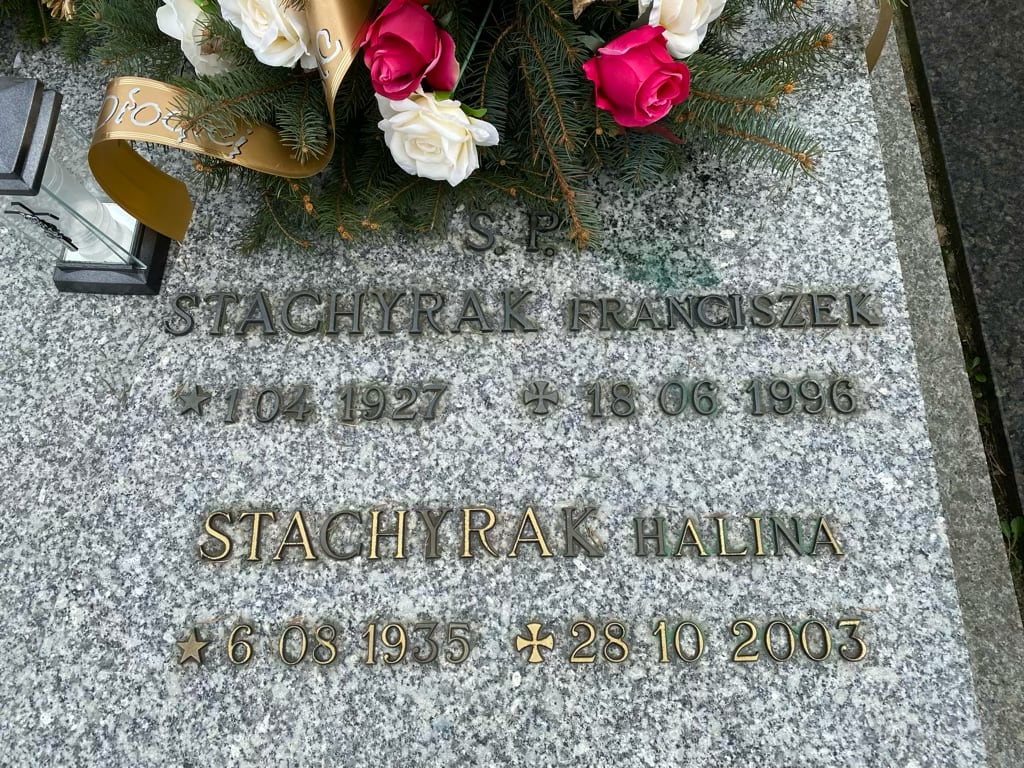 Ś. P.
STACHYRAK FRANCISZEK
★ 1 04 1927 ✠ 18 06 1996
STACHYRAK HALINA
★ 6 08 1935 ✠ 28 10 2003